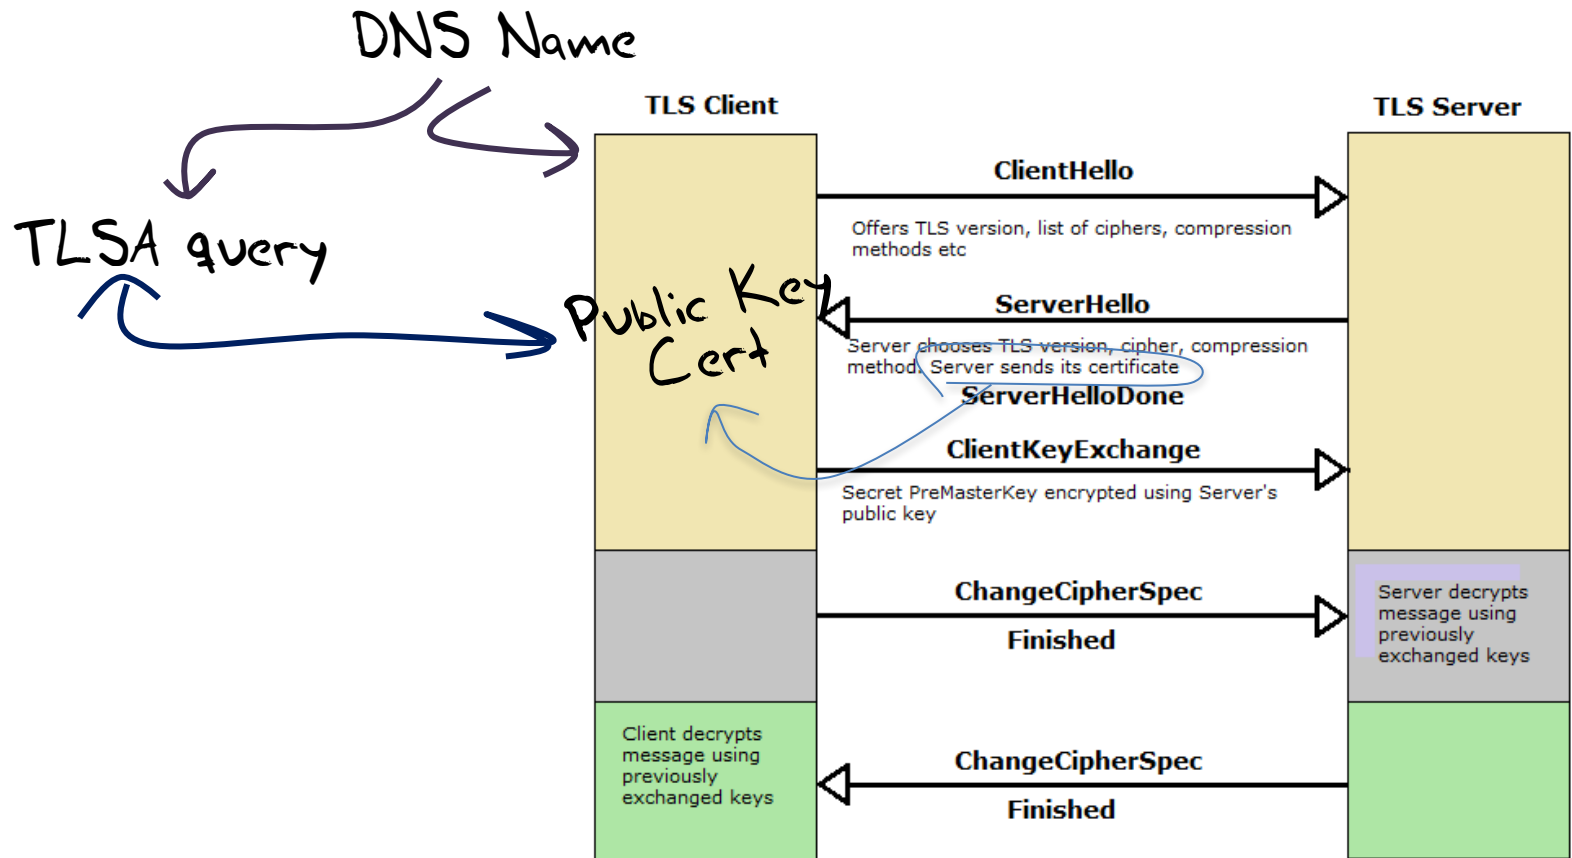 DNS Name
TLS Client
TLS Server
ClientHello
Offers TLS version, list of ciphers, compression
methods etc
TLSA query
Public Key
Cert
ServerHello
Server chooses TLS version, cipher, compression
method. Server sends its certificate
ServerHelloDone
ClientKeyExchange
Secret PreMasterKey encrypted using Server's
public key
ChangeCipherSpec
Finished
Server decrypts
message using
previously
exchanged keys
Client decrypts
message using
previously
exchanged keys
ChangeCipherSpec
Finished